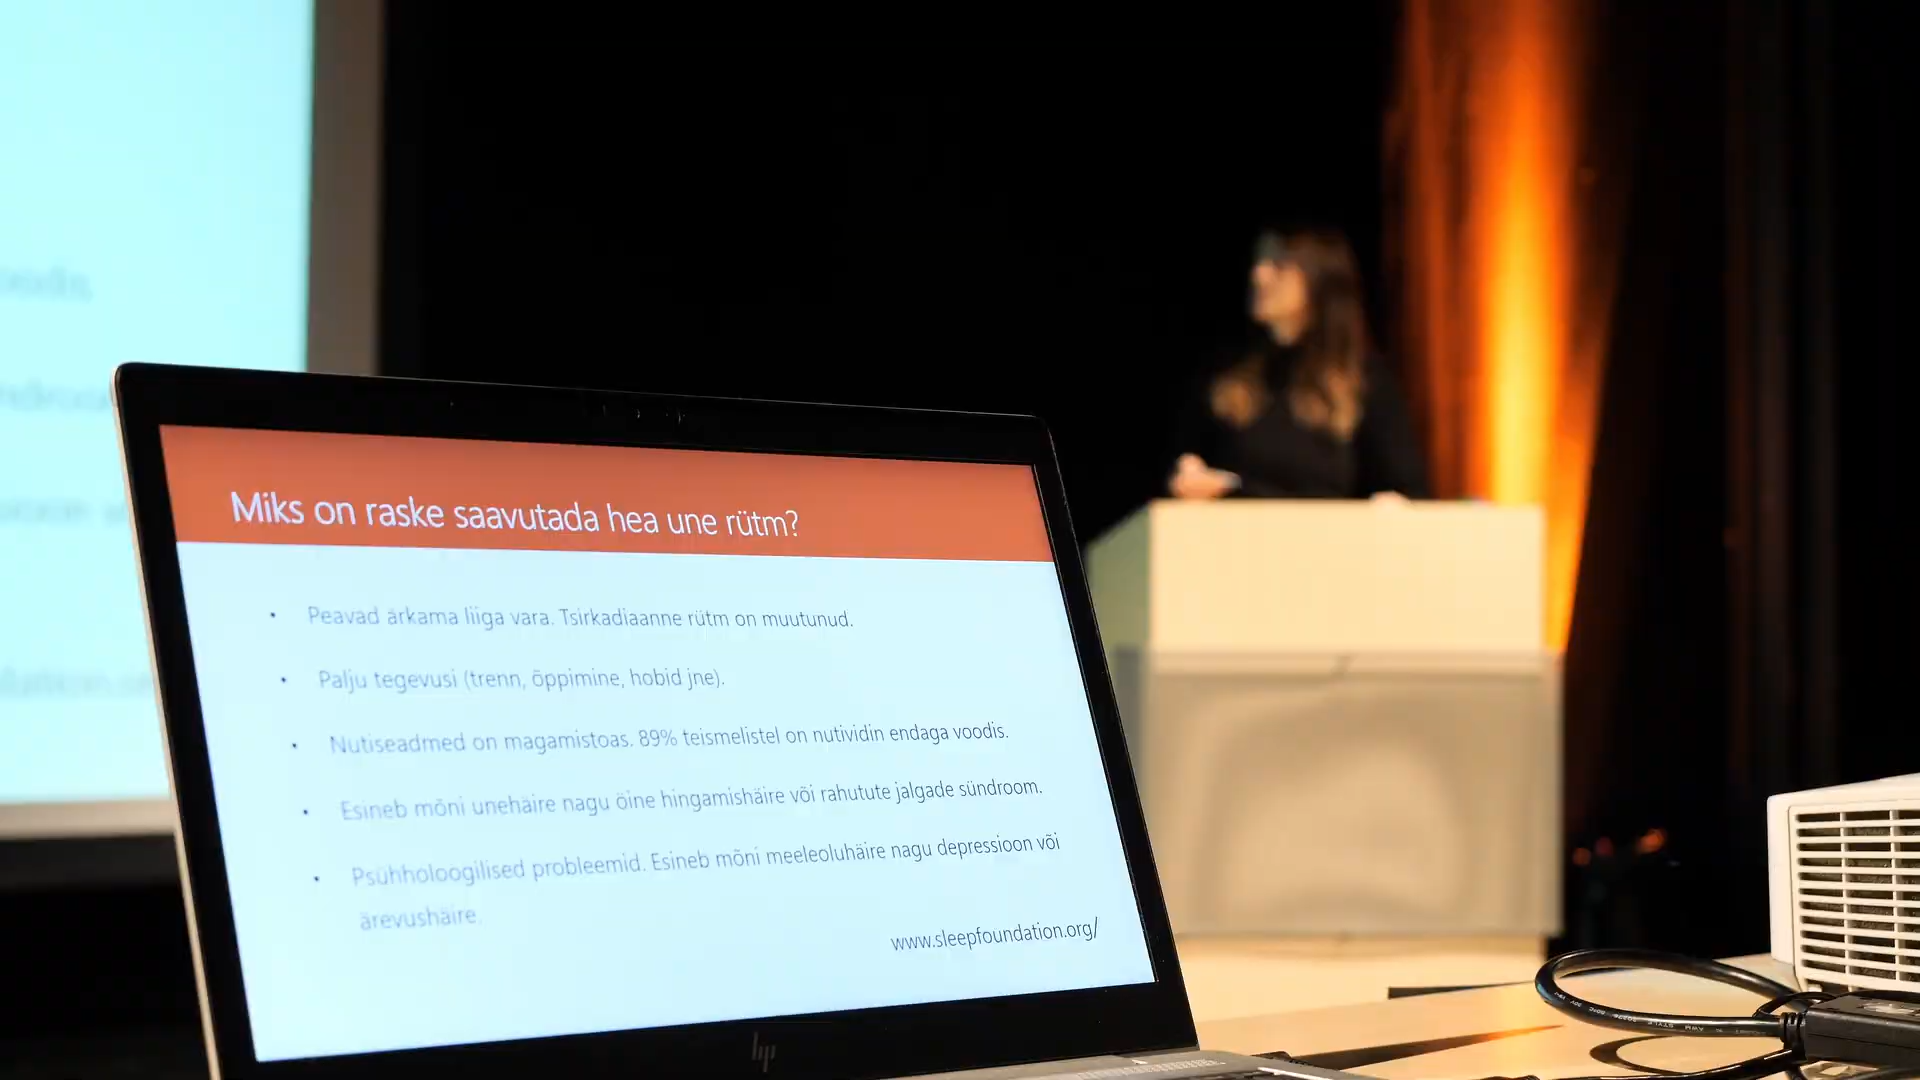 Miks on raske saavutada hea une rütm?
• Peavad ärkama liiga vara. Tsirkadiaanne rütm on muutunud.
• Palju tegevusi (trenn, õppimine, hobid jne).
• Nutiseadmed on magamistoas. 89% teismelistel on nutividin endaga voodis.
• Esineb mõni unehäire nagu öine hingamishäire või rahutute jalgade sündroom.
• Psühholoogilised probleemid. Esineb mõni meeleoluhäire nagu depressioon või
ärevushäire.
www.sleepfoundation.org/
hp